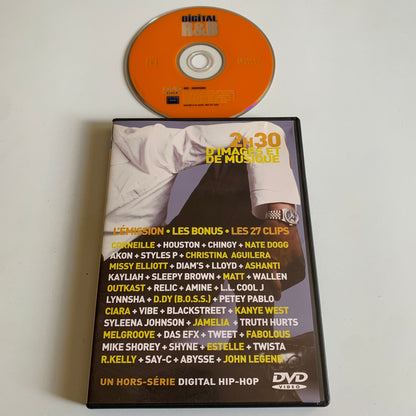 DIGITAL
R&B
2H30
D'IMAGES ET
DE MUSIQUE
L'ÉMISSION • LES BONUS • LES 27 CLIPS
CORNEILLE + HOUSTON + CHINGY + NATE DOGG
AKON + STYLES P + CHRISTINA AGUILERA
MISSY ELLIOTT + DIAM'S + LLOYD + ASHANTI
KAYLIAH + SLEEPY BROWN + MATT + WALLEN
OUTKAST + RELIC + AMINE + L.L. COOL J
LYNNSHA + D.DY (B.O.S.S.) + PETEY PABLO
CIARA + VIBE + BLACKSTREET + KANYE WEST
SYLEENA JOHNSON + JAMELIA + TRUTH HURTS
MELGROOVE + DAS EFX + TWEET + FABOLOUS
MIKE SHOREY + SHYNE + ESTELLE + TWISTA
R.KELLY + SAY-C + ABYSSE + JOHN LEGEND
UN HORS-SÉRIE DIGITAL HIP-HOP
DVD
VIDEO